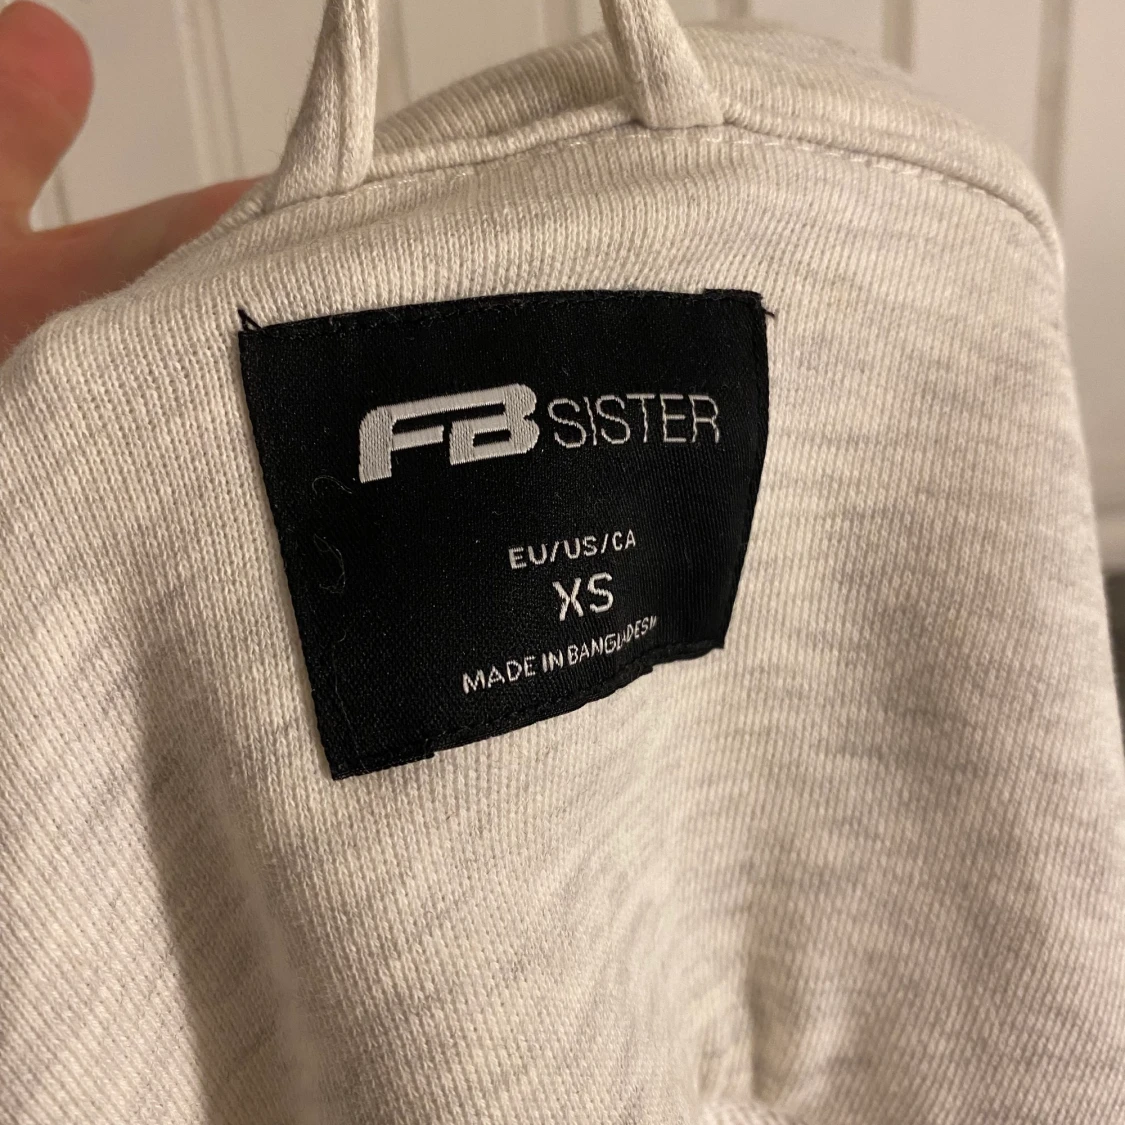 FB SISTER
EU/US/CA
XS
MADE IN BANGLADESH